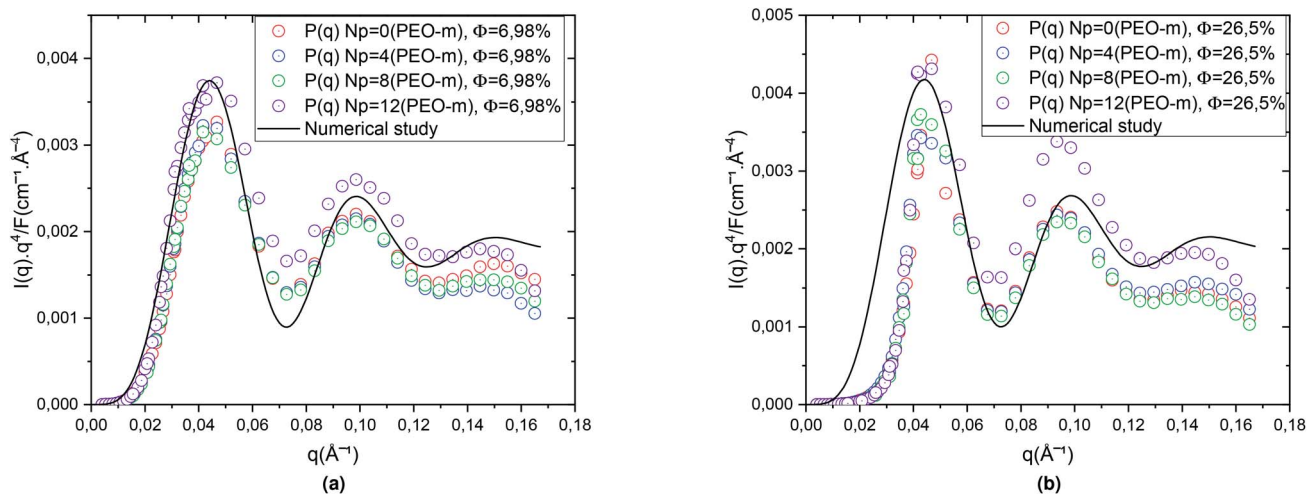 P(q) Np=0(PEO-m), Φ=6,98%
P(q) Np=4(PEO-m), Φ=6,98%
P(q) Np=8(PEO-m), Φ=6,98%
P(q) Np=12(PEO-m), Φ=6,98%
Numerical study
I(q).q⁴/F(cm⁻¹.Å⁻⁴)
0,004
0,003
0,002
0,001
0,000
0,00 0,02 0,04 0,06 0,08 0,10 0,12 0,14 0,16 0,18
q(Å⁻¹)
(a)
P(q) Np=0(PEO-m), Φ=26,5%
P(q) Np=4(PEO-m), Φ=26,5%
P(q) Np=8(PEO-m), Φ=26,5%
P(q) Np=12(PEO-m), Φ=26,5%
Numerical study
I(q).q⁴/F(cm⁻¹.Å⁻⁴)
0,005
0,004
0,003
0,002
0,001
0,000
0,00 0,02 0,04 0,06 0,08 0,10 0,12 0,14 0,16 0,18
q(Å⁻¹)
(b)